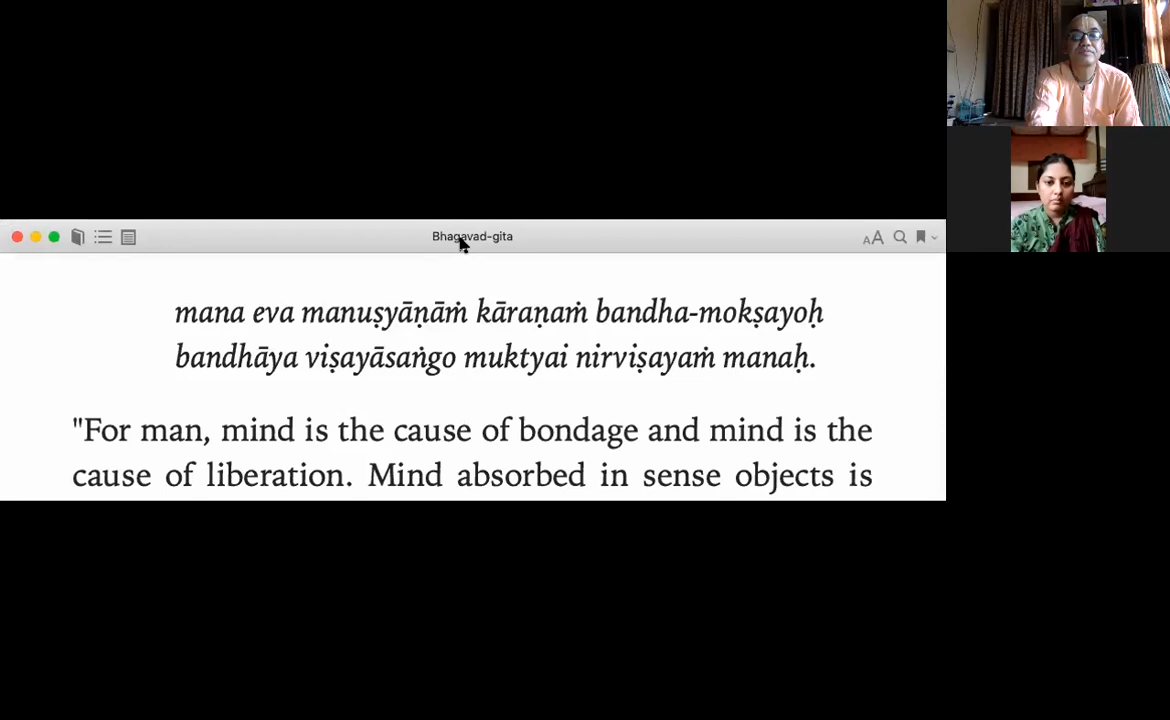 Bhagavad-gita
AA
mana eva manuṣyāṇāṁ kāraṇaṁ bandha-mokṣayoḥ
bandhāya viṣayāsaṅgo muktyai nirviṣayaṁ manaḥ.
"For man, mind is the cause of bondage and mind is the
cause of liberation. Mind absorbed in sense objects is